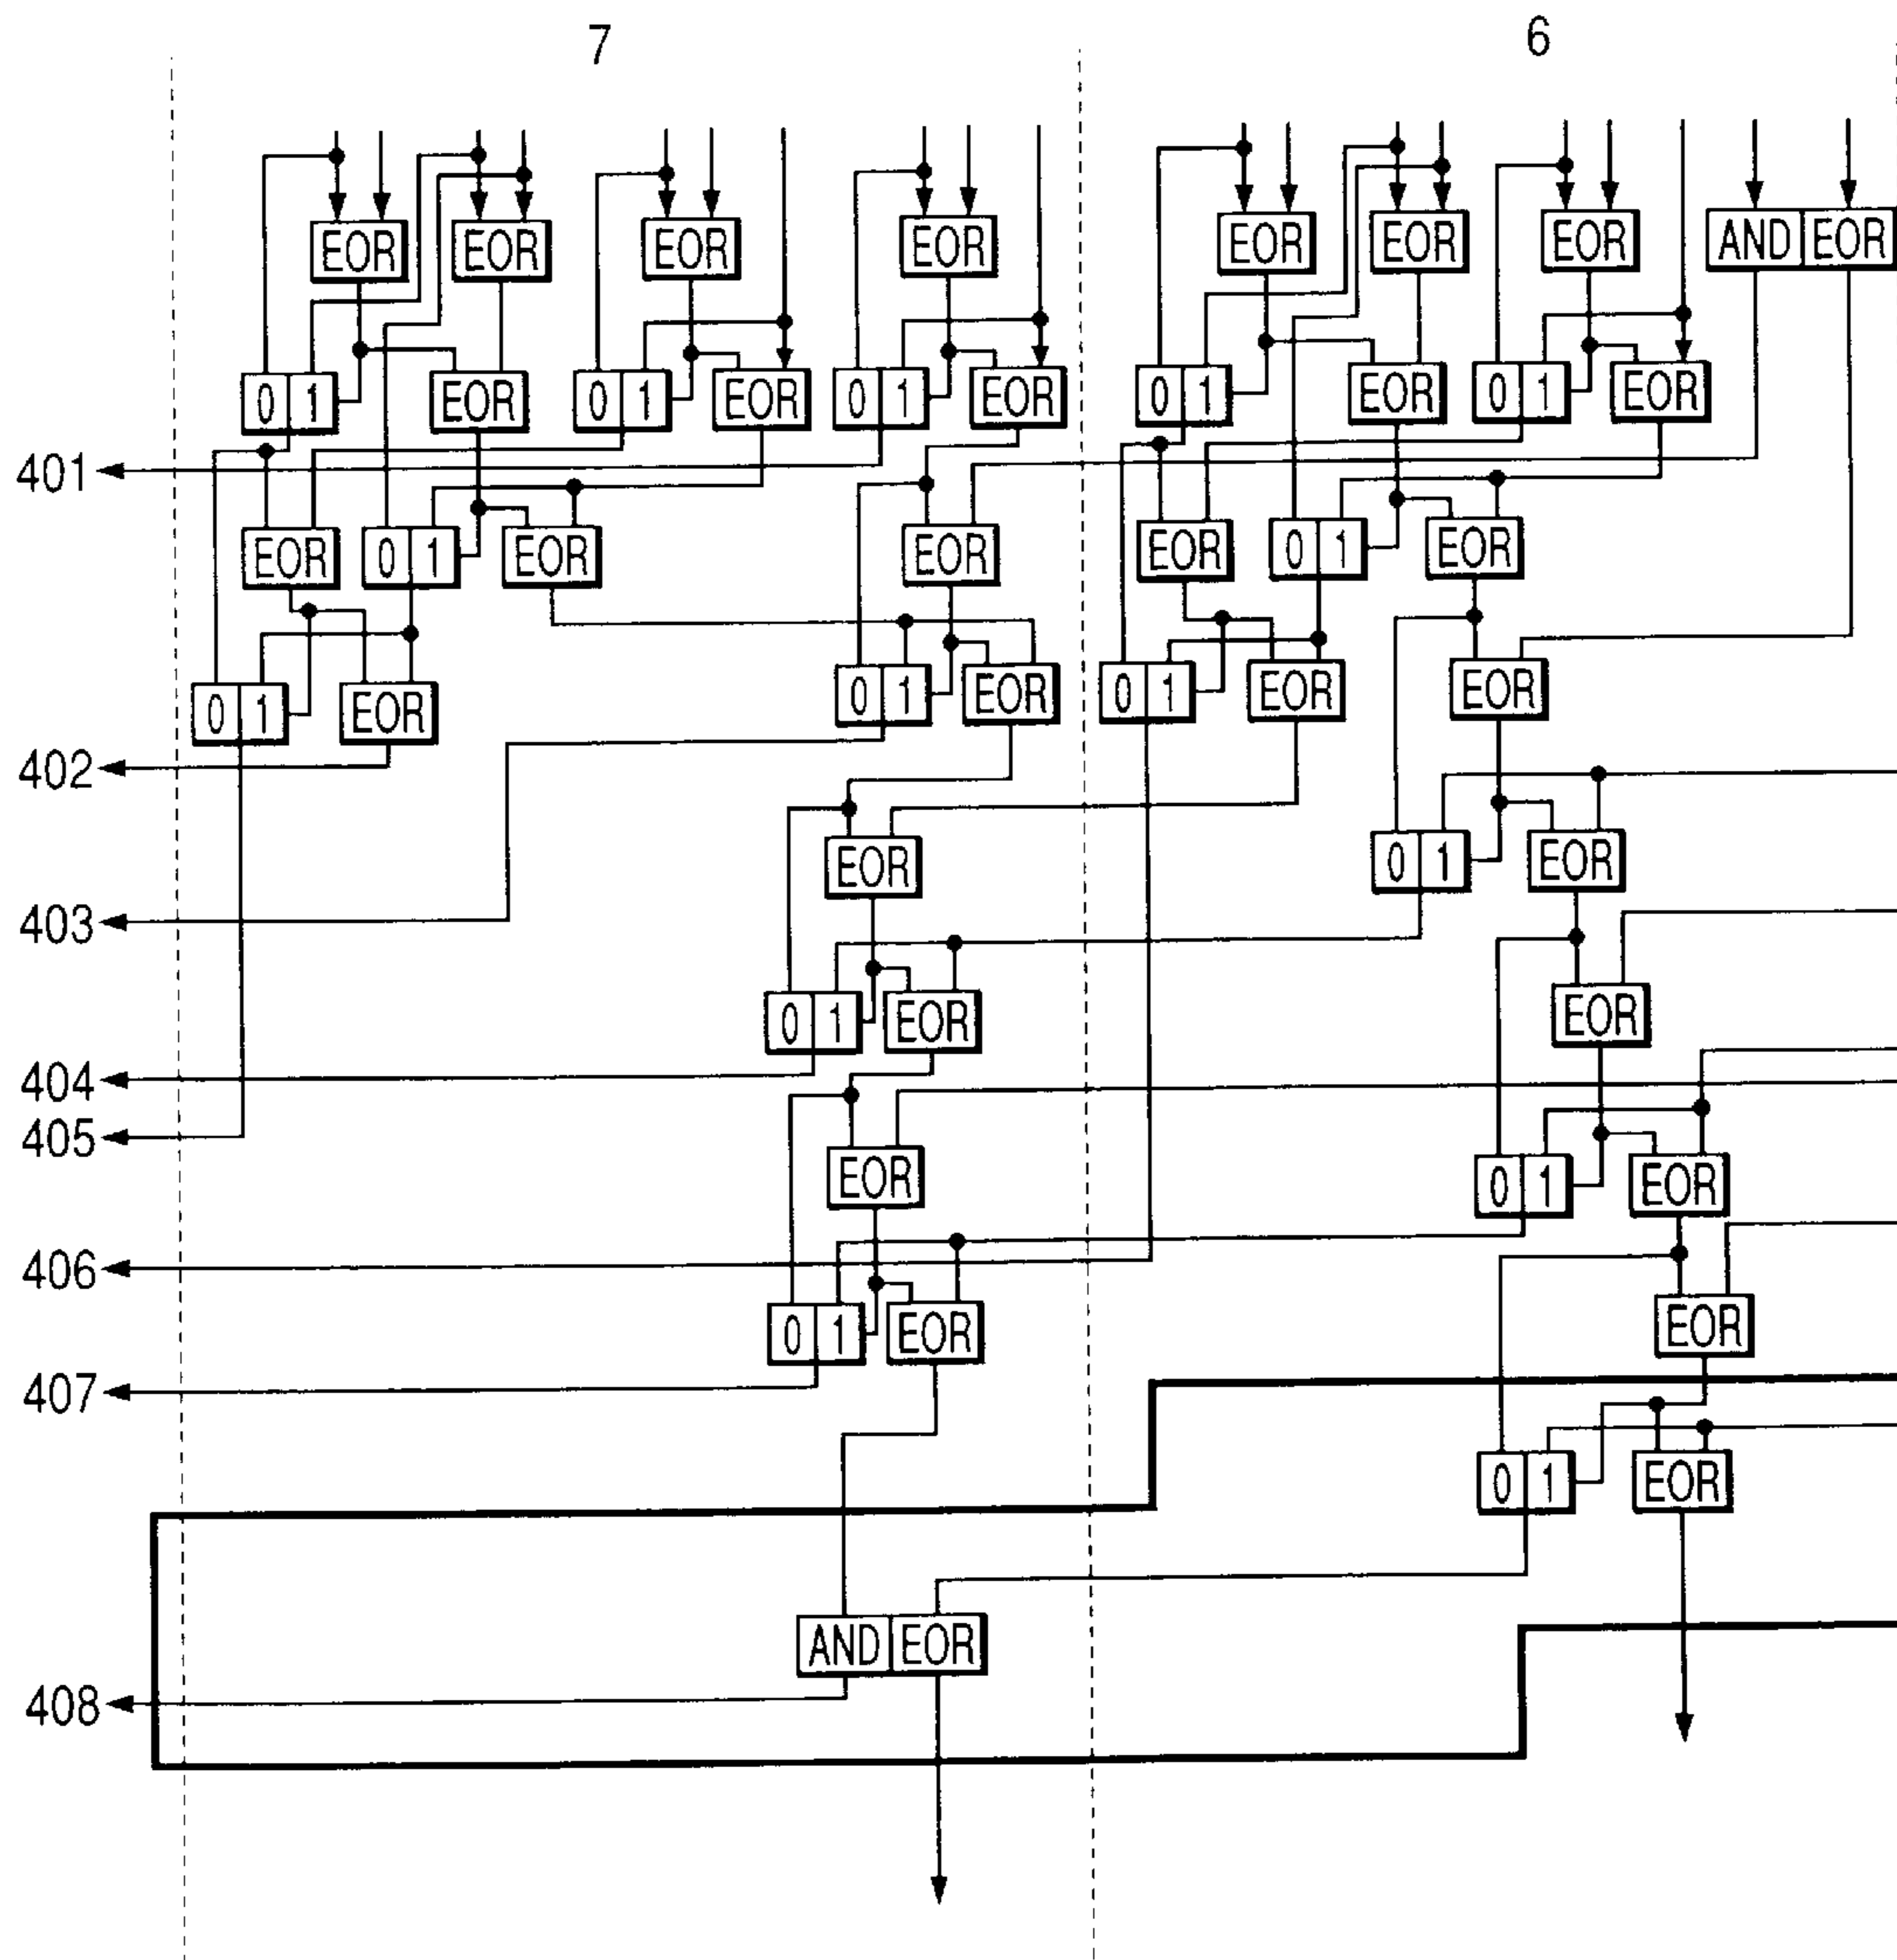 7 6
EOR EOR EOR EOR EOR EOR EOR AND EOR
0 1 EOR 0 1 EOR 0 1 EOR 0 1 EOR 0 1 EOR
401
EOR 0 1 EOR EOR EOR 0 1 EOR
0 1 EOR 0 1 EOR 0 1 EOR EOR
402
EOR 0 1 EOR
403
0 1 EOR EOR
404
405
EOR 0 1 EOR
406
0 1 EOR EOR
407
0 1 EOR
AND EOR
408